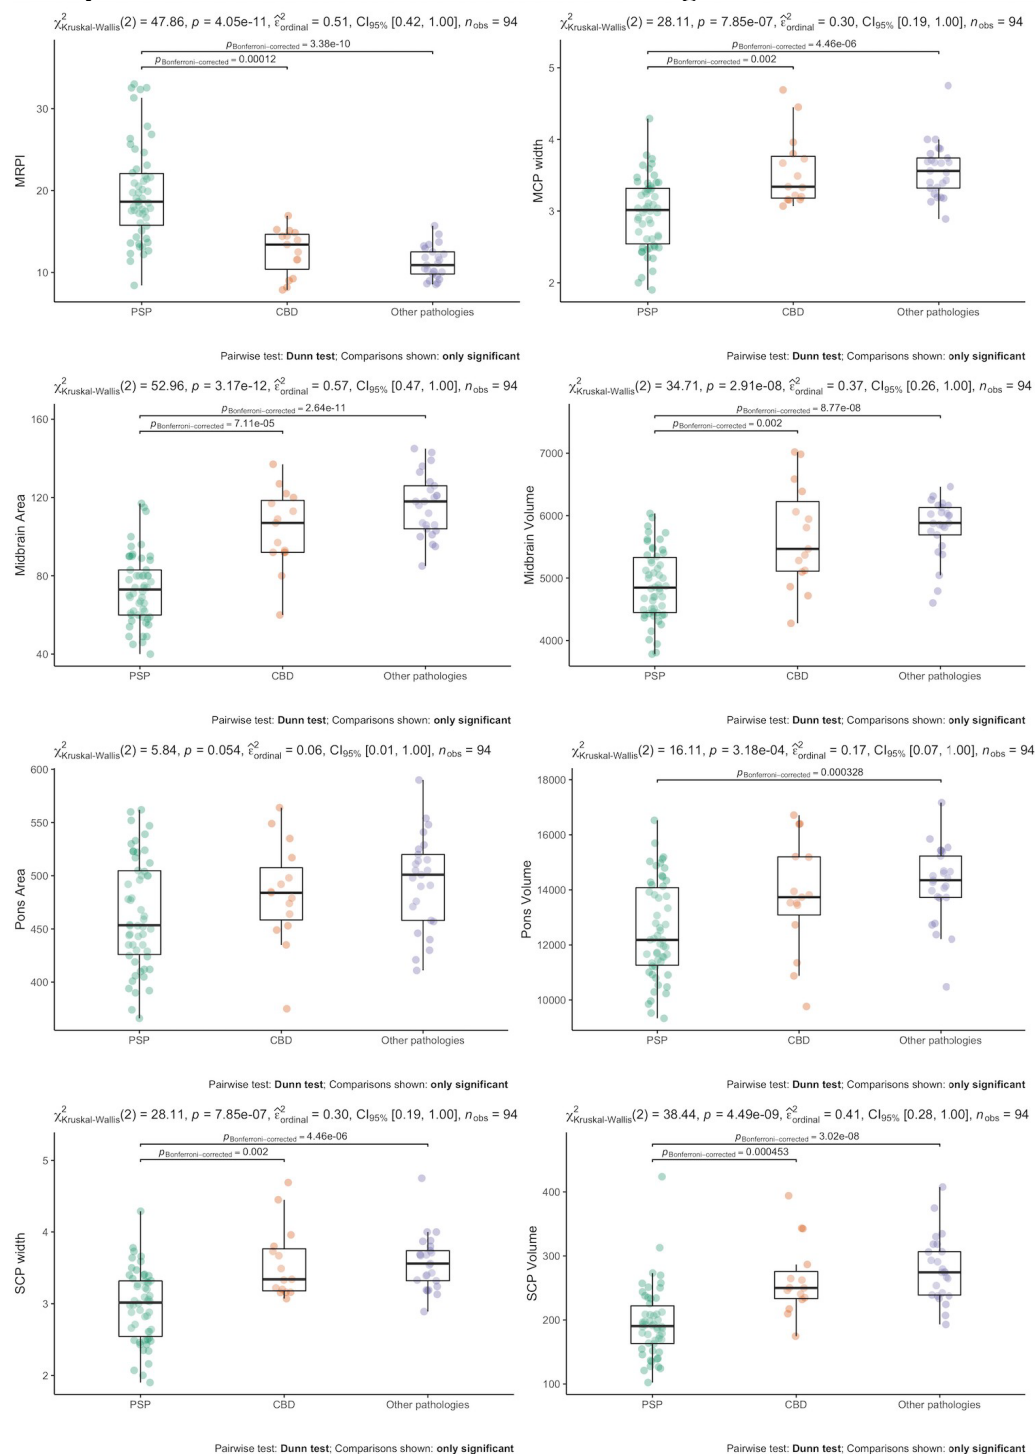 χ²Kruskal-Wallis(2) = 47.86, p = 4.05e-11, ε̂²ordinal = 0.51, CI95% [0.42, 1.00], nobs = 94
pBonferroni-corrected = 3.38e-10
pBonferroni-corrected = 0.00012
30
20
10
MRPI
PSP CBD Other pathologies
Pairwise test: Dunn test; Comparisons shown: only significant
χ²Kruskal-Wallis(2) = 28.11, p = 7.85e-07, ε̂²ordinal = 0.30, CI95% [0.19, 1.00], nobs = 94
pBonferroni-corrected = 4.46e-06
pBonferroni-corrected = 0.002
5
4
3
2
MCP width
PSP CBD Other pathologies
Pairwise test: Dunn test; Comparisons shown: only significant
χ²Kruskal-Wallis(2) = 52.96, p = 3.17e-12, ε̂²ordinal = 0.57, CI95% [0.47, 1.00], nobs = 94
pBonferroni-corrected = 2.64e-11
pBonferroni-corrected = 7.11e-05
160
120
80
40
Midbrain Area
PSP CBD Other pathologies
Pairwise test: Dunn test; Comparisons shown: only significant
χ²Kruskal-Wallis(2) = 34.71, p = 2.91e-08, ε̂²ordinal = 0.37, CI95% [0.26, 1.00], nobs = 94
pBonferroni-corrected = 8.77e-08
pBonferroni-corrected = 0.002
7000
6000
5000
4000
Midbrain Volume
PSP CBD Other pathologies
Pairwise test: Dunn test; Comparisons shown: only significant
χ²Kruskal-Wallis(2) = 5.84, p = 0.054, ε̂²ordinal = 0.06, CI95% [0.01, 1.00], nobs = 94
600
550
500
450
400
Pons Area
PSP CBD Other pathologies
Pairwise test: Dunn test; Comparisons shown: only significant
χ²Kruskal-Wallis(2) = 16.11, p = 3.18e-04, ε̂²ordinal = 0.17, CI95% [0.07, 1.00], nobs = 94
pBonferroni-corrected = 0.000328
18000
16000
14000
12000
10000
Pons Volume
PSP CBD Other pathologies
Pairwise test: Dunn test; Comparisons shown: only significant
χ²Kruskal-Wallis(2) = 28.11, p = 7.85e-07, ε̂²ordinal = 0.30, CI95% [0.19, 1.00], nobs = 94
pBonferroni-corrected = 4.46e-06
pBonferroni-corrected = 0.002
5
4
3
2
SCP width
PSP CBD Other pathologies
Pairwise test: Dunn test; Comparisons shown: only significant
χ²Kruskal-Wallis(2) = 38.44, p = 4.49e-09, ε̂²ordinal = 0.41, CI95% [0.28, 1.00], nobs = 94
pBonferroni-corrected = 3.02e-08
pBonferroni-corrected = 0.000453
400
300
200
100
SCP Volume
PSP CBD Other pathologies
Pairwise test: Dunn test; Comparisons shown: only significant